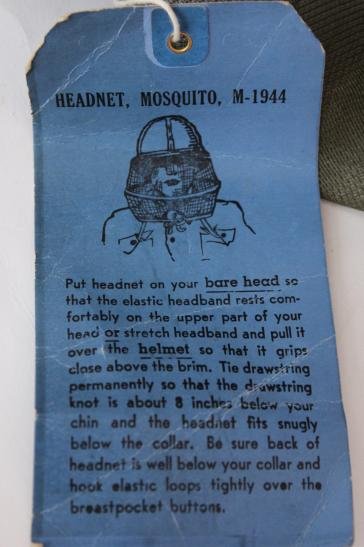 HEADNET, MOSQUITO, M-1944
Put headnet on your bare head so
that the elastic headband rests com-
fortably on the upper part of your
head or stretch headband and pull it
over the helmet so that it grips
close above the brim. Tie drawstring
permanently so that the drawstring
knot is about 8 inches below your
chin and the headnet fits snugly
below the collar. Be sure back of
headnet is well below your collar and
hook elastic loops tightly over the
breastpocket buttons.